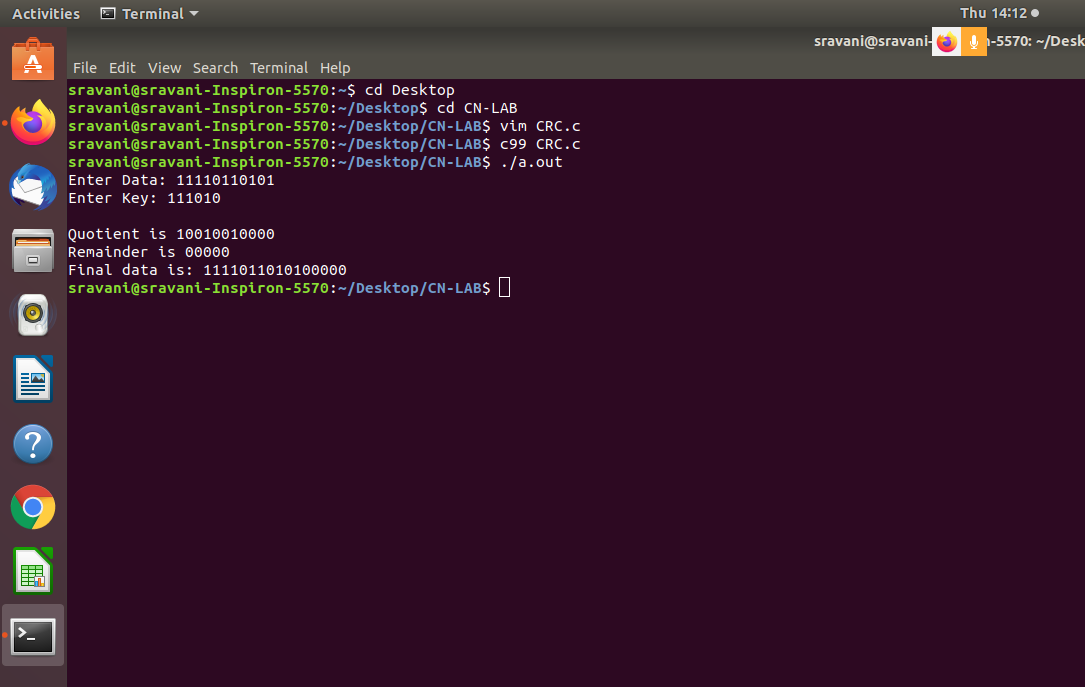 Activities Terminal Thu 14:12
sravani@sravani- n-5570: ~/Desk
File Edit View Search Terminal Help
sravani@sravani-Inspiron-5570:~$ cd Desktop
sravani@sravani-Inspiron-5570:~/Desktop$ cd CN-LAB
sravani@sravani-Inspiron-5570:~/Desktop/CN-LAB$ vim CRC.c
sravani@sravani-Inspiron-5570:~/Desktop/CN-LAB$ c99 CRC.c
sravani@sravani-Inspiron-5570:~/Desktop/CN-LAB$ ./a.out
Enter Data: 11110110101
Enter Key: 111010
Quotient is 10010010000
Remainder is 00000
Final data is: 1111011010100000
sravani@sravani-Inspiron-5570:~/Desktop/CN-LAB$